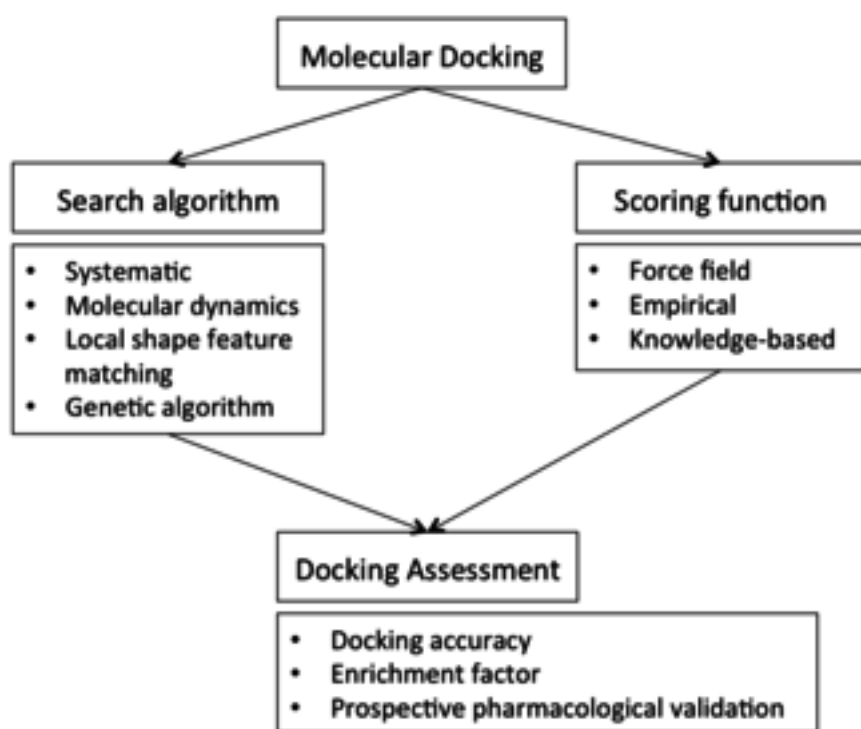 Molecular Docking
Search algorithm
• Systematic
• Molecular dynamics
• Local shape feature
matching
• Genetic algorithm
Scoring function
• Force field
• Empirical
• Knowledge-based
Docking Assessment
• Docking accuracy
• Enrichment factor
• Prospective pharmacological validation